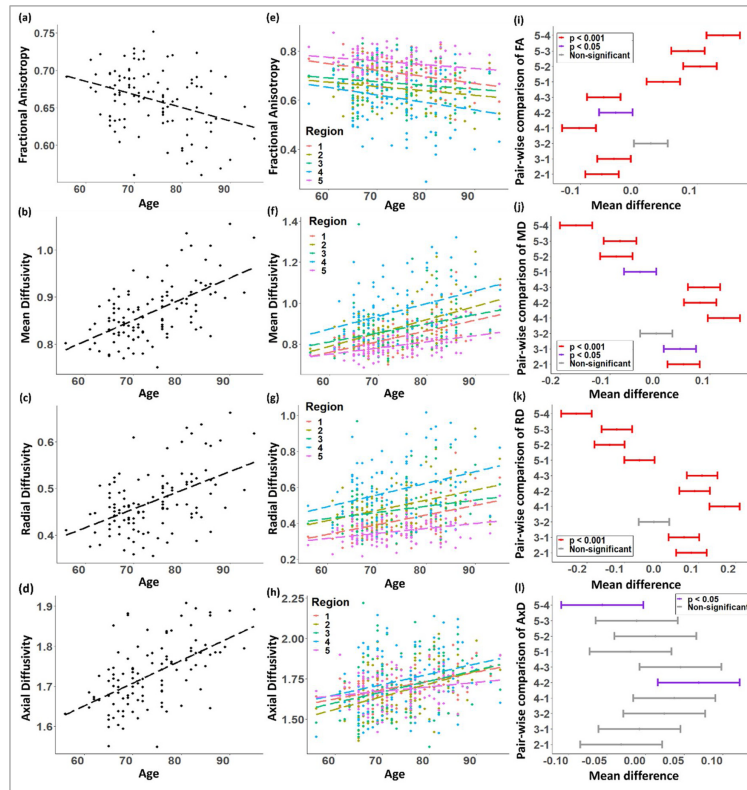 (a)
0.75
0.70
0.65
0.60
Fractional Anisotropy
60 70 80 90
Age
(b)
1.0
0.9
0.8
Mean Diffusivity
60 70 80 90
Age
(c)
0.6
0.5
0.4
Radial Diffusivity
60 70 80 90
Age
(d)
1.9
1.8
1.7
1.6
Axial Diffusivity
60 70 80 90
Age
(e)
0.8
0.6
0.4
Fractional Anisotropy
Region
1
2
3
4
5
60 70 80 90
Age
(f)
Region
1
2
3
4
5
1.4
1.2
1.0
0.8
Mean Diffusivity
60 70 80 90
Age
(g)
Region
1
2
3
4
5
1.0
0.8
0.6
0.4
0.2
Radial Diffusivity
60 70 80 90
Age
(h)
Region
1
2
3
4
5
2.25
2.00
1.75
1.50
Axial Diffusivity
60 70 80 90
Age
(i)
p < 0.001
p < 0.05
Non-significant
5-4
5-3
5-2
5-1
4-3
4-2
4-1
3-2
3-1
2-1
Pair-wise comparison of FA
-0.1 0.0 0.1
Mean difference
(j)
5-4
5-3
5-2
5-1
4-3
4-2
4-1
3-2
3-1
2-1
Pair-wise comparison of MD
p < 0.001
p < 0.05
Non-significant
-0.2 -0.1 0.0 0.1
Mean difference
(k)
5-4
5-3
5-2
5-1
4-3
4-2
4-1
3-2
3-1
2-1
Pair-wise comparison of RD
p < 0.001
Non-significant
-0.2 -0.1 0.0 0.1 0.2
Mean difference
(l)
p < 0.05
Non-significant
5-4
5-3
5-2
5-1
4-3
4-2
4-1
3-2
3-1
2-1
Pair-wise comparison of AxD
-0.05 0.00 0.05 0.10
Mean difference